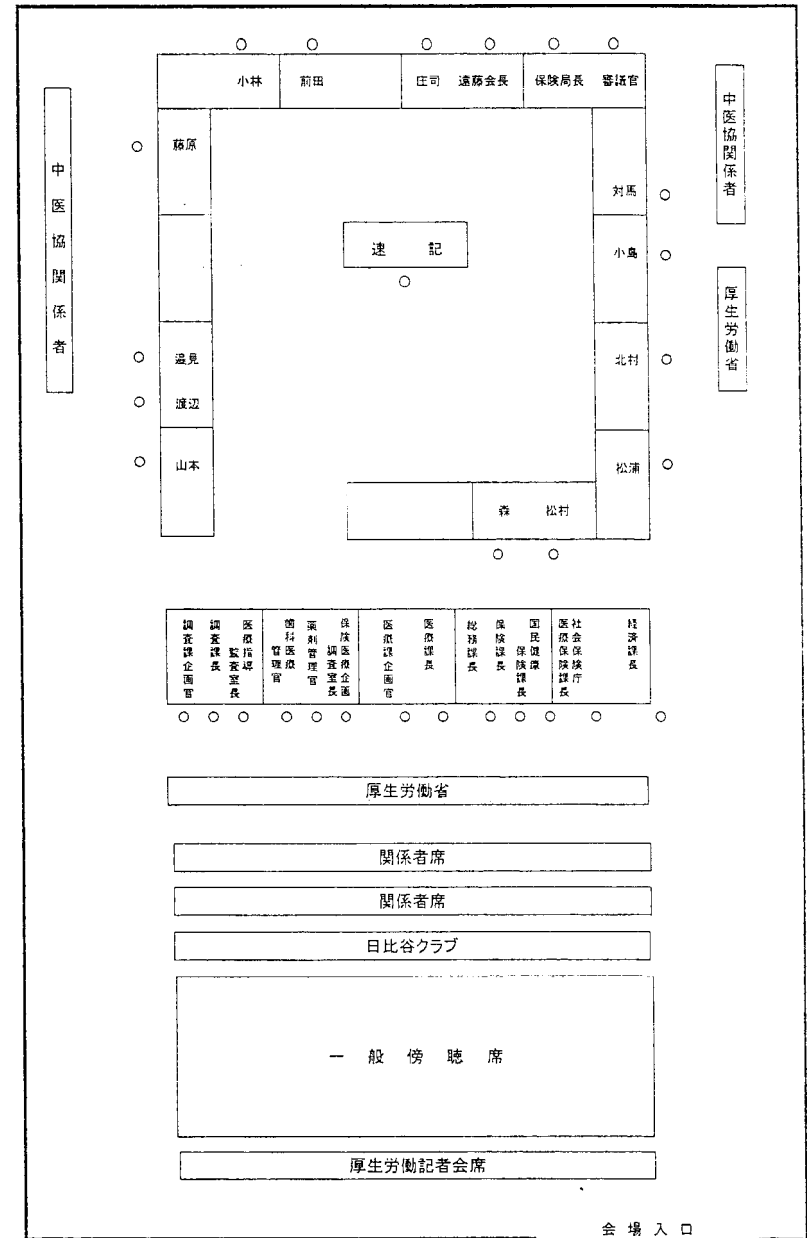 小林 前田 庄司 遠藤会長 保険局長 審議官
中医協関係者
藤原
対馬
中医協関係者
速記
小島
厚生労働省
邉見
北村
渡辺
山本
松浦
森 松村
調査課企画官
調査課長
医療指導監査室長
歯科医療管理官
薬剤管理官
保険医療企画調査室長
医療課企画官
医療課長
総務課長
保険課長
国民健康保険課長
社会保険庁医療保険課長
経済課長
厚生労働省
関係者席
関係者席
日比谷クラブ
一般傍聴席
厚生労働記者会席
会場入口